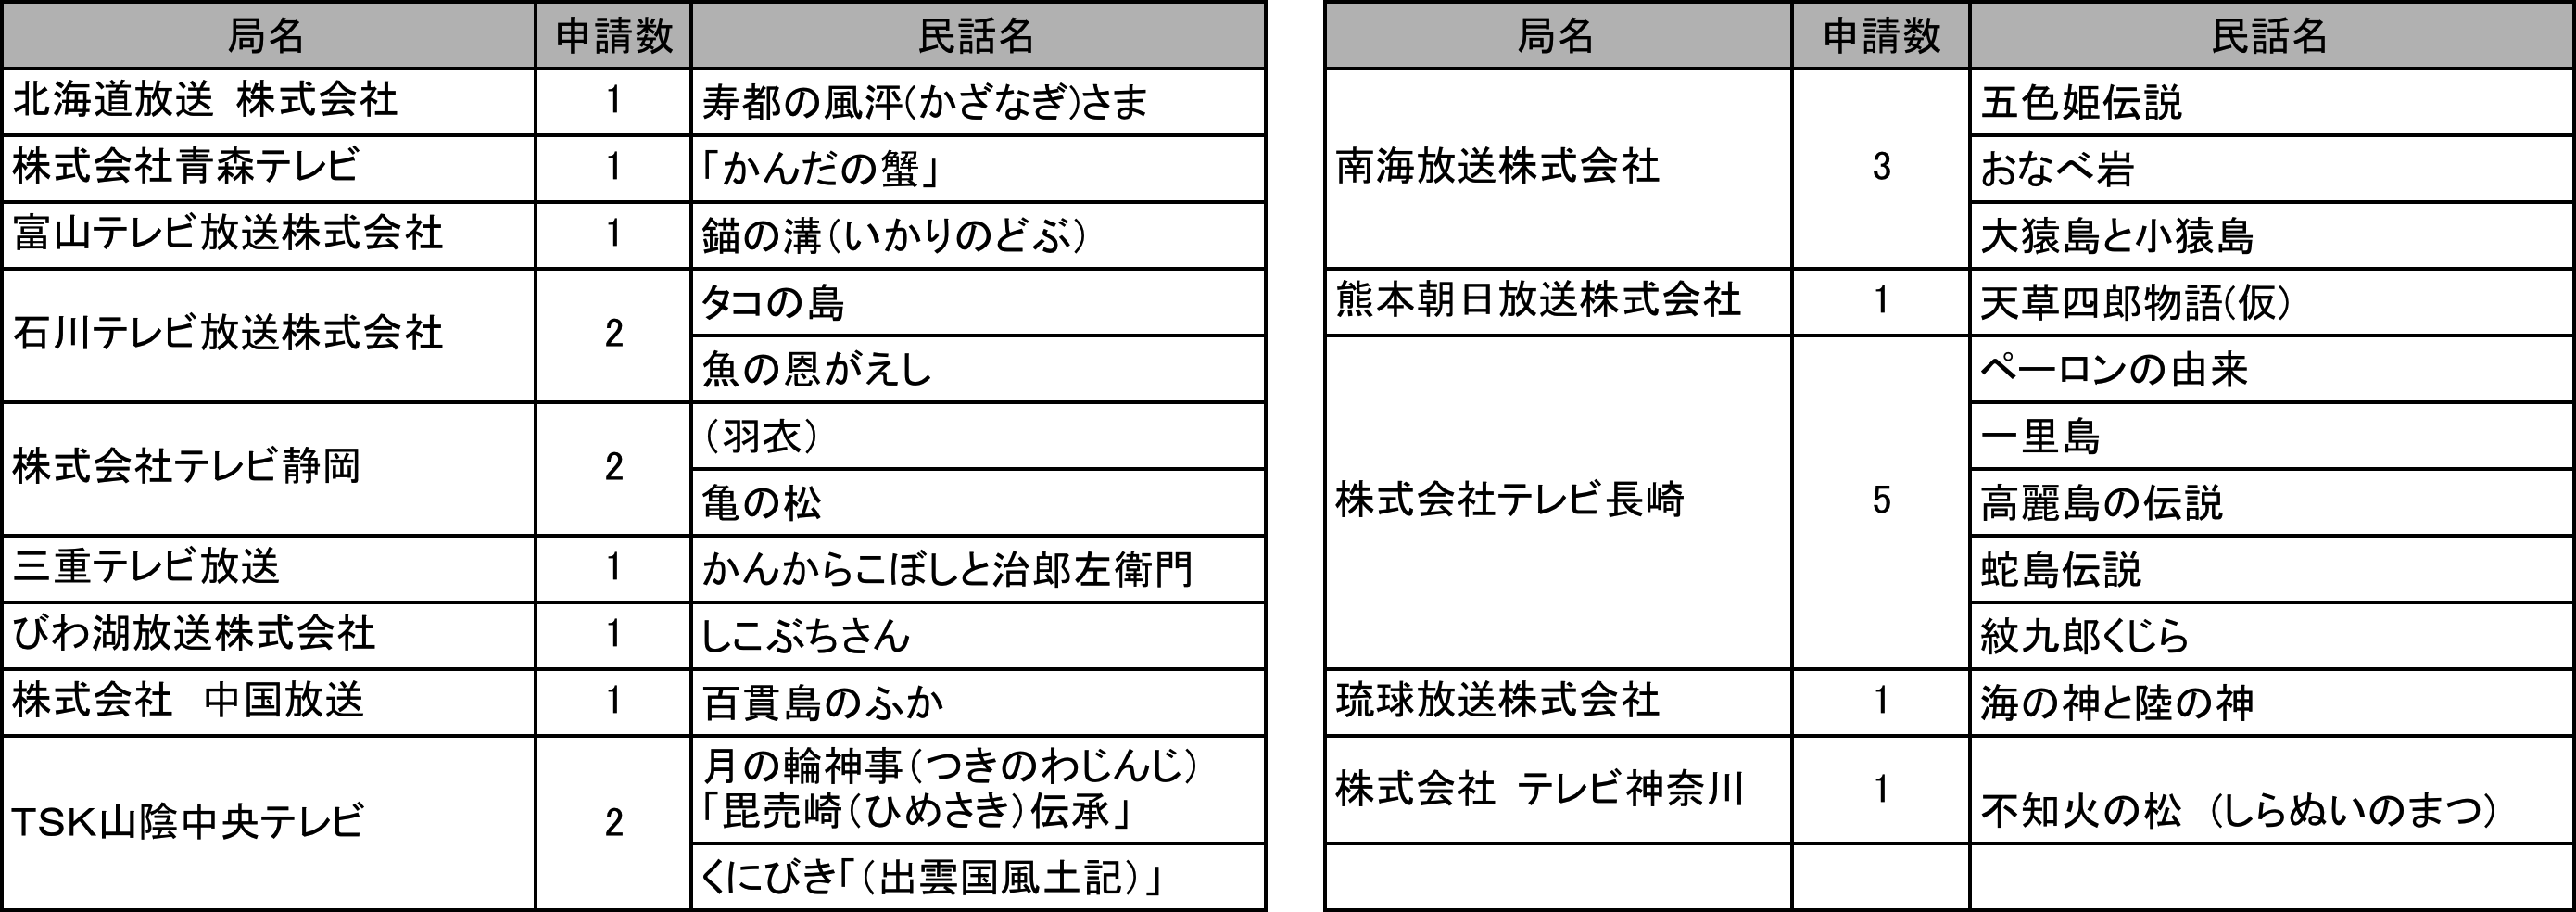 局名 申請数 民話名
北海道放送 株式会社 1 寿都の風泙(かざなぎ)さま
株式会社青森テレビ 1 「かんだの蟹」
富山テレビ放送株式会社 1 錨の溝(いかりのどぶ)
石川テレビ放送株式会社 2 タコの島
魚の恩がえし
株式会社テレビ静岡 2 (羽衣)
亀の松
三重テレビ放送 1 かんからこぼしと治郎左衛門
びわ湖放送株式会社 1 しこぶちさん
株式会社 中国放送 1 百貫島のふか
TSK山陰中央テレビ 2 月の輪神事(つきのわじんじ)
「毘売崎(ひめさき)伝承」
くにびき「(出雲国風土記)」
局名 申請数 民話名
南海放送株式会社 3 五色姫伝説
おなべ岩
大猿島と小猿島
熊本朝日放送株式会社 1 天草四郎物語(仮)
株式会社テレビ長崎 5 ペーロンの由来
一里島
高麗島の伝説
蛇島伝説
紋九郎くじら
琉球放送株式会社 1 海の神と陸の神
株式会社 テレビ神奈川 1 不知火の松 (しらぬいのまつ)